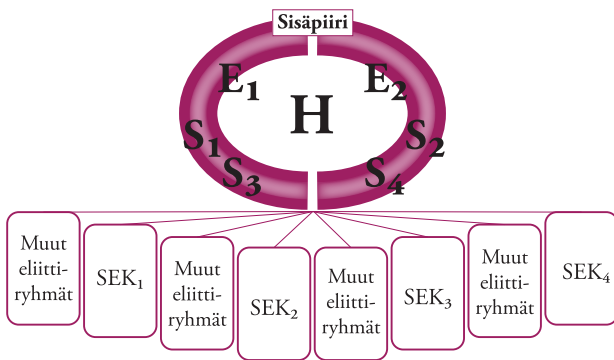 Sisäpiiri
E₁
E₂
H
S₁
S₂
S₃
S₄
Muut
eliitti-
ryhmät
SEK₁
Muut
eliitti-
ryhmät
SEK₂
Muut
eliitti-
ryhmät
SEK₃
Muut
eliitti-
ryhmät
SEK₄